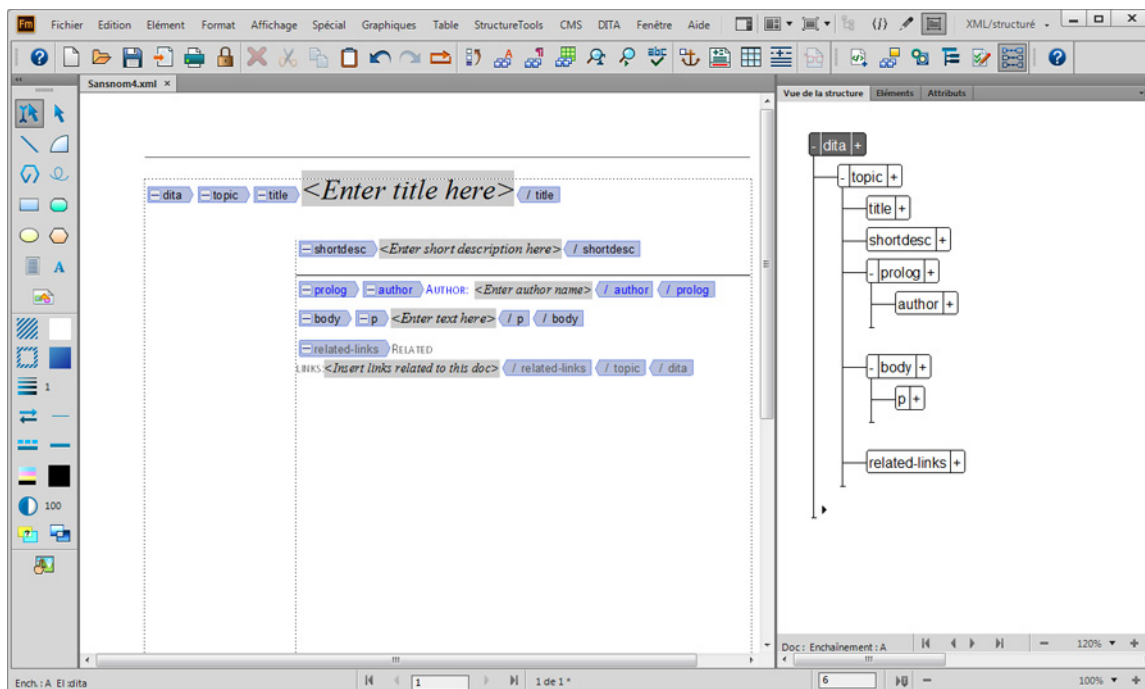 Fm Fichier Edition Elément Format Affichage Spécial Graphiques Table StructureTools CMS DITA Fenêtre Aide XML/structuré
Sansnom4.xml ×
Vue de la structure Eléments Attributs
dita topic title <Enter title here> / title
shortdesc <Enter short description here> / shortdesc
prolog author AUTHOR: <Enter author name> / author / prolog
body p <Enter text here> / p / body
related-links RELATED
LINKS: <Insert links related to this doc> / related-links / topic / dita
1
100
- dita +
- topic +
title +
shortdesc +
- prolog +
author +
- body +
p +
related-links +
Doc : Enchaînement : A 120%
Ench. : A El :dita 1 1 de 1 * 6 100%